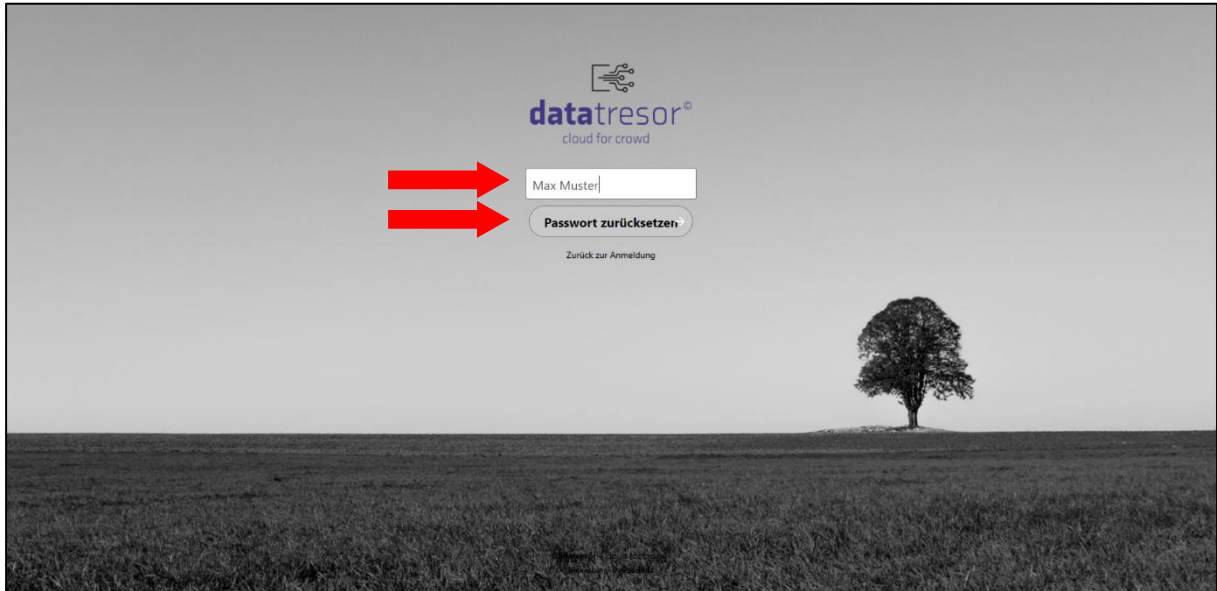 datatresor©
cloud for crowd
Max Muster
Passwort zurücksetzen
Zurück zur Anmeldung